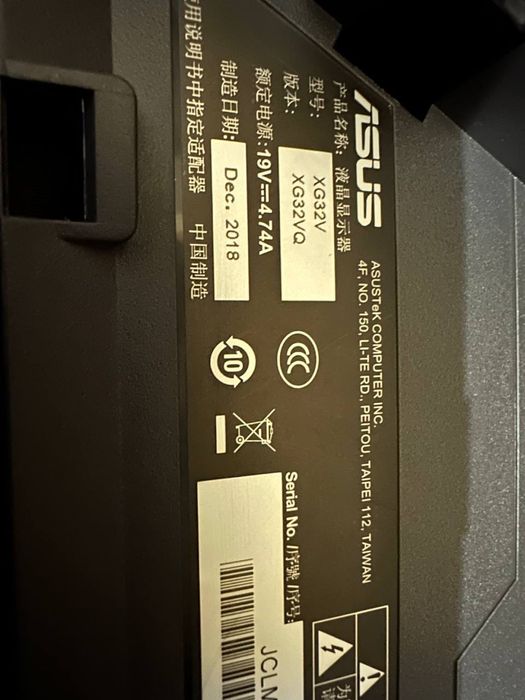 ASUS
ASUSTeK COMPUTER INC.
4F, NO. 150, LI-TE RD., PEITOU, TAIPEI 112, TAIWAN
产品名称: 液晶显示器
型号: XG32V
版本: XG32VQ
额定电源:19V⎓4.74A
制造日期: Dec. 2018
用说明书中指定适配器 中国制造
10
Serial No. /序號 /序号:
JCLM